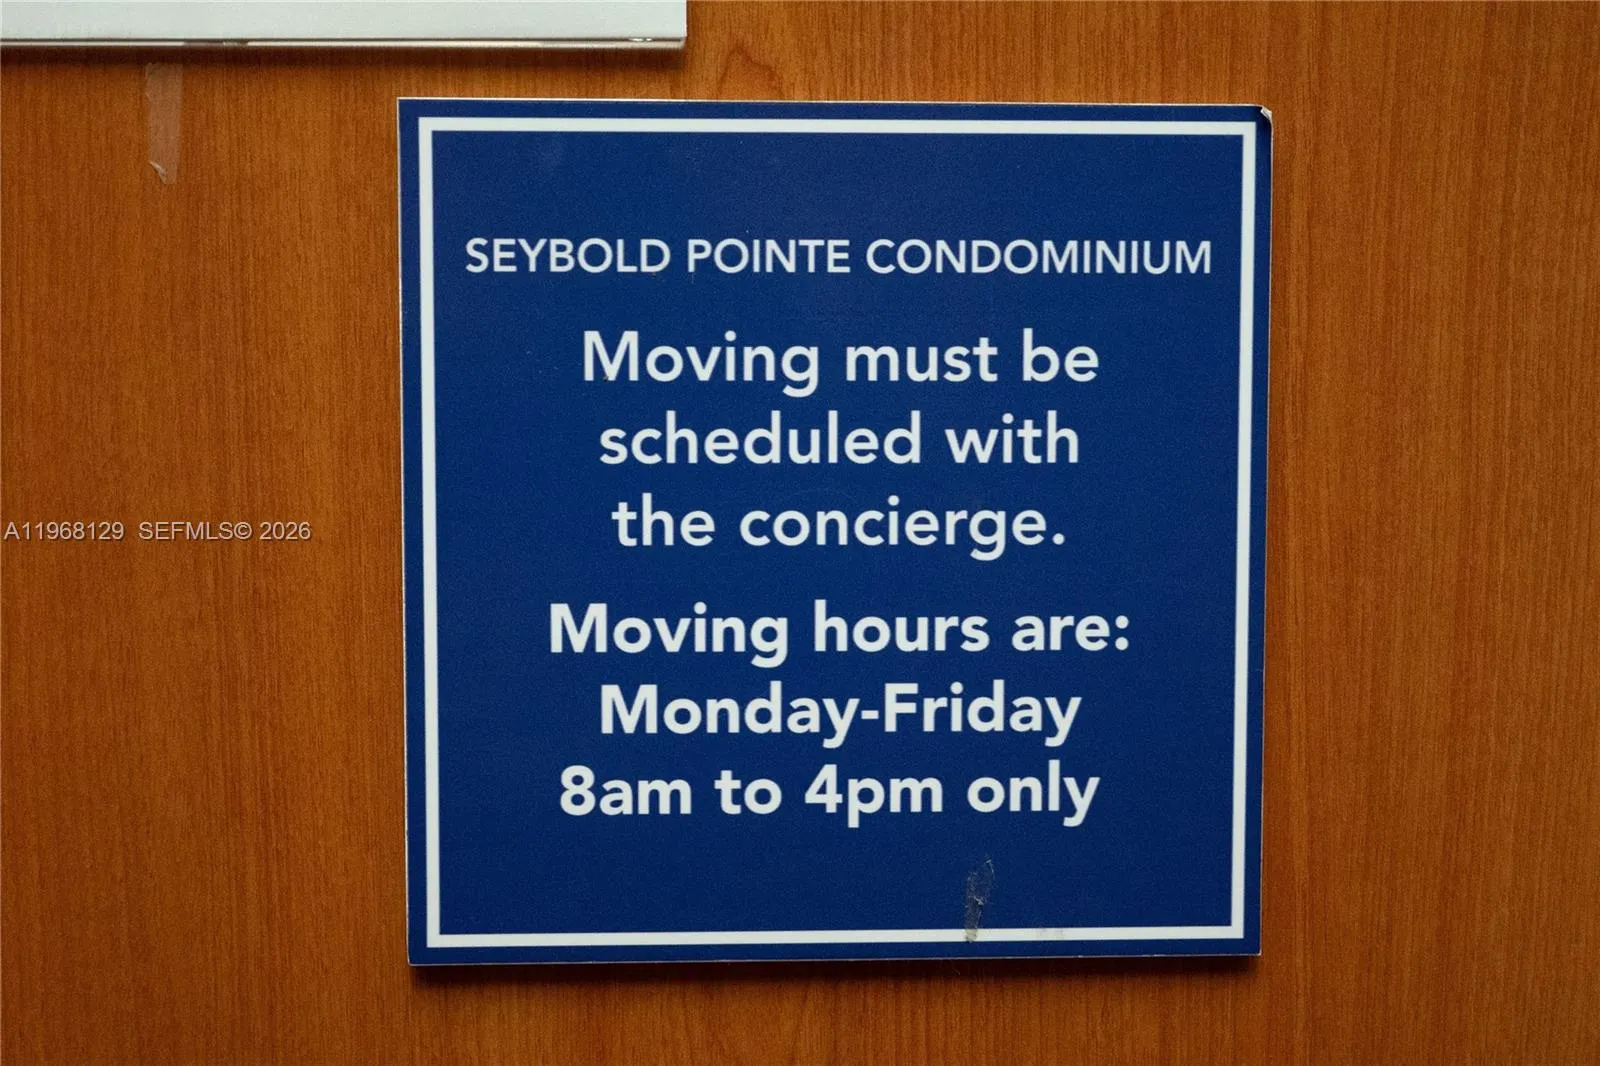 SEYBOLD POINTE CONDOMINIUM
Moving must be
scheduled with
the concierge.
Moving hours are:
Monday-Friday
8am to 4pm only
A11968129 SEFMLS© 2026